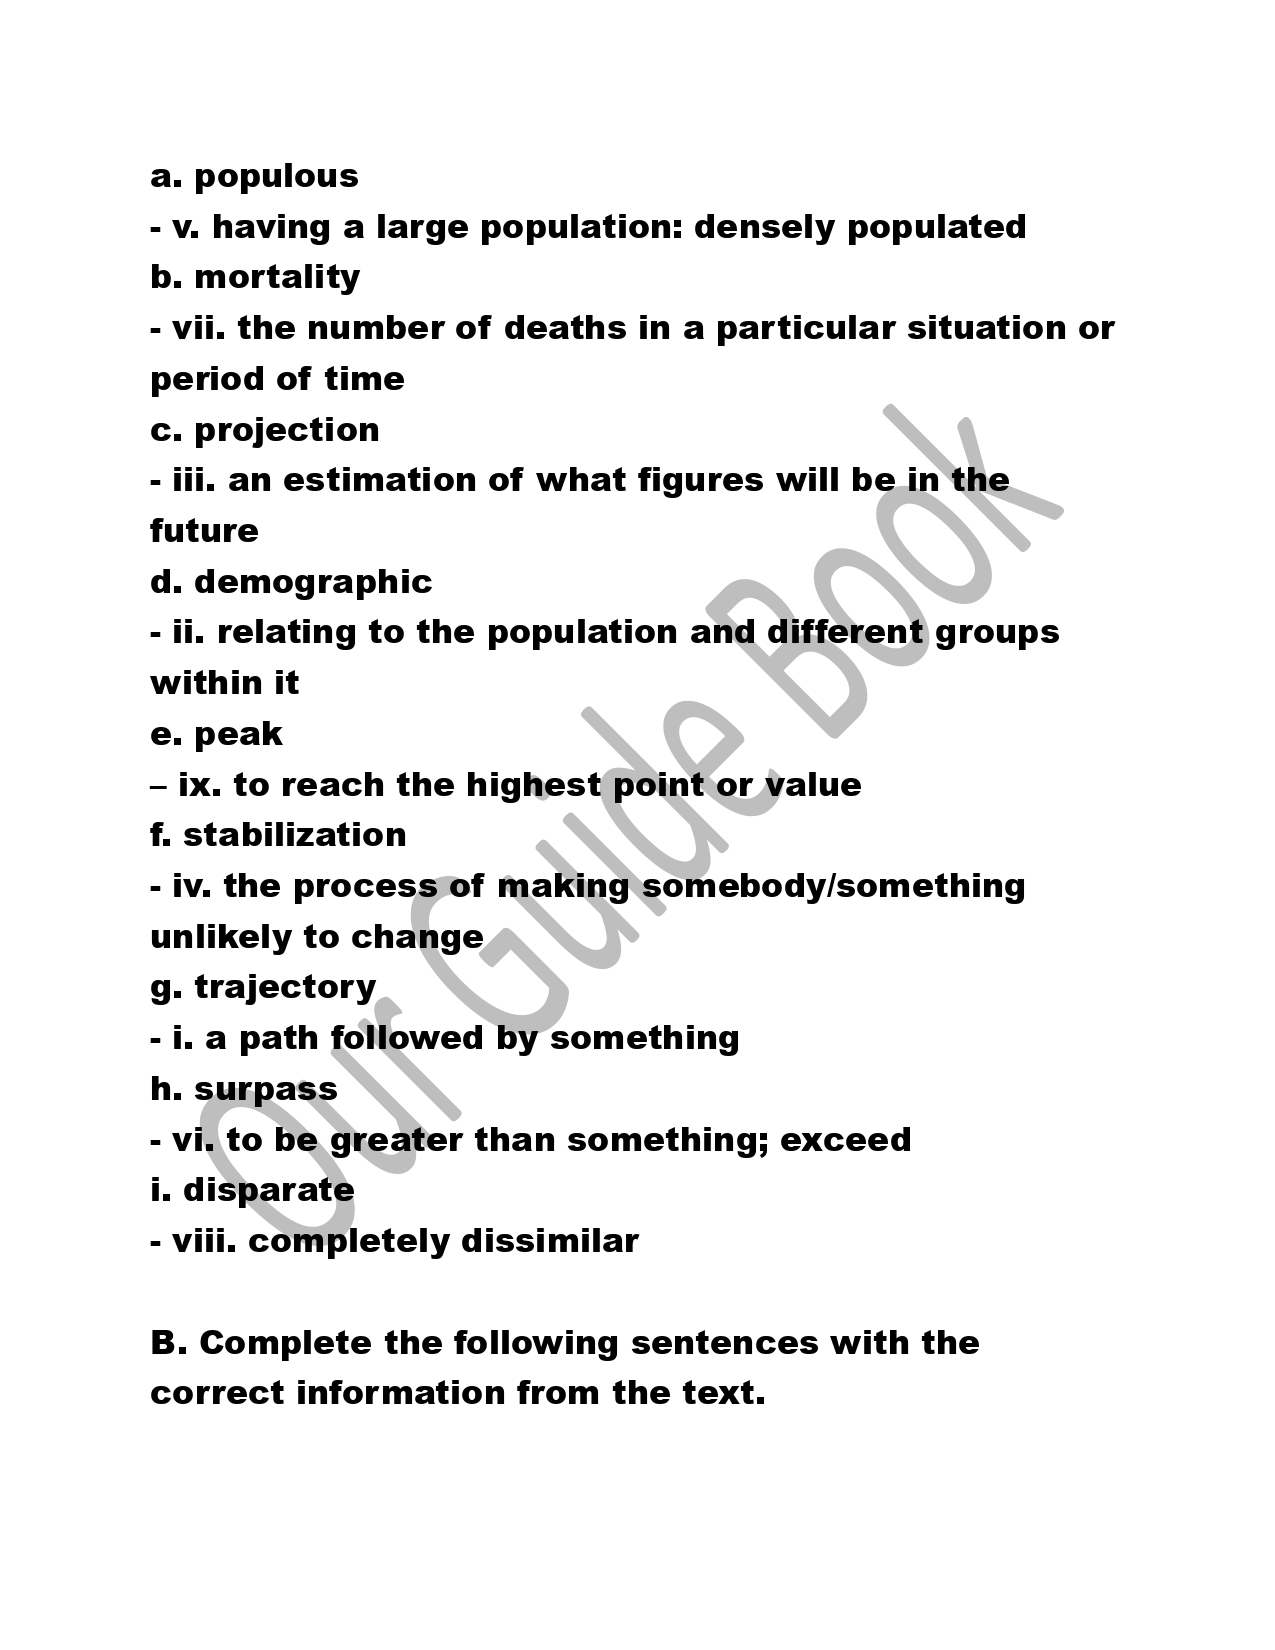 a. populous
- v. having a large population: densely populated
b. mortality
- vii. the number of deaths in a particular situation or
period of time
c. projection
- iii. an estimation of what figures will be in the
future
d. demographic
- ii. relating to the population and different groups
within it
e. peak
– ix. to reach the highest point or value
f. stabilization
- iv. the process of making somebody/something
unlikely to change
g. trajectory
- i. a path followed by something
h. surpass
- vi. to be greater than something; exceed
i. disparate
- viii. completely dissimilar
B. Complete the following sentences with the
correct information from the text.
Our Guide Book